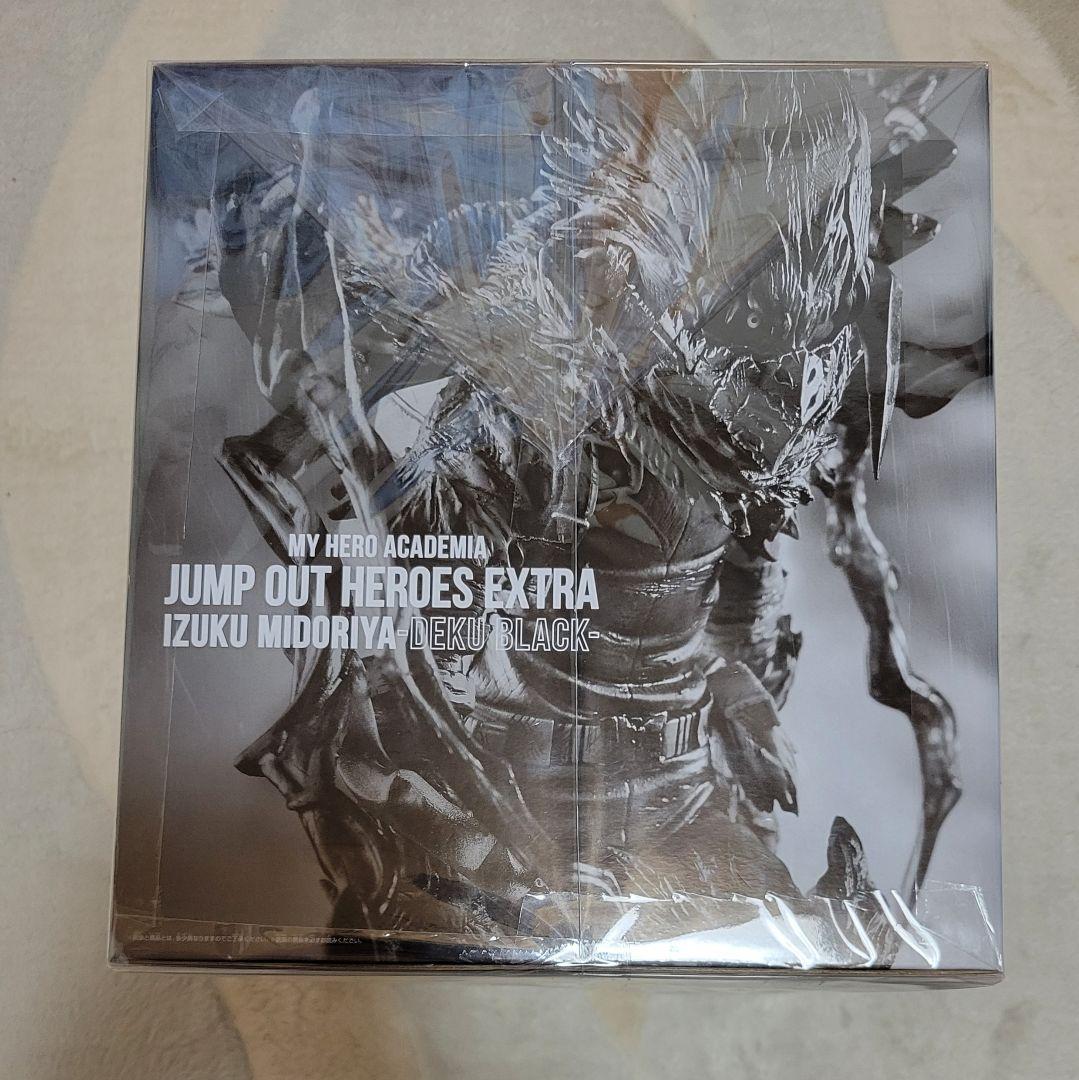 MY HERO ACADEMIA
JUMP OUT HEROES EXTRA
IZUKU MIDORIYA-DEKU BLACK-